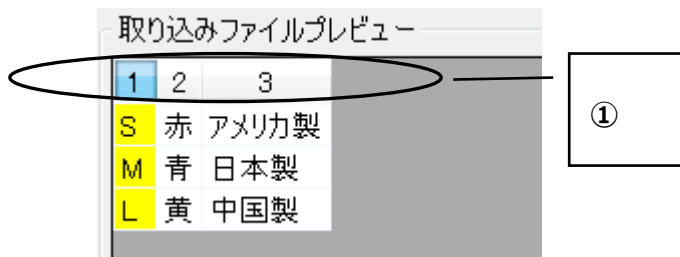 取り込みファイルプレビュー
1 2 3
S 赤 アメリカ製
M 青 日本製
L 黄 中国製
①